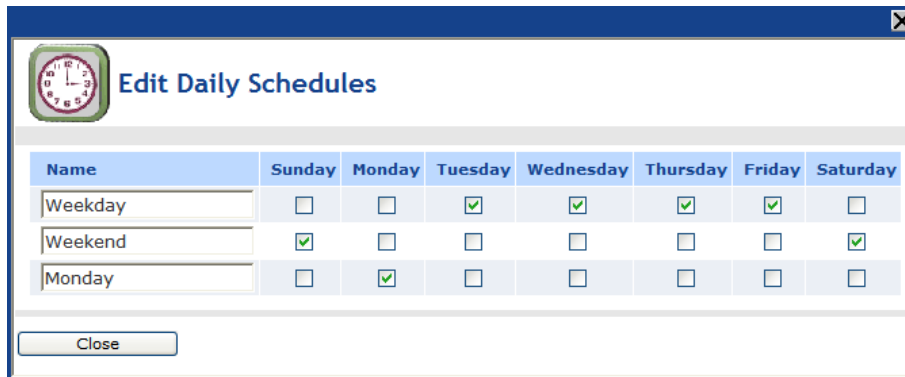 Edit Daily Schedules
Name Sunday Monday Tuesday Wednesday Thursday Friday Saturday
Weekday
Weekend
Monday
Close